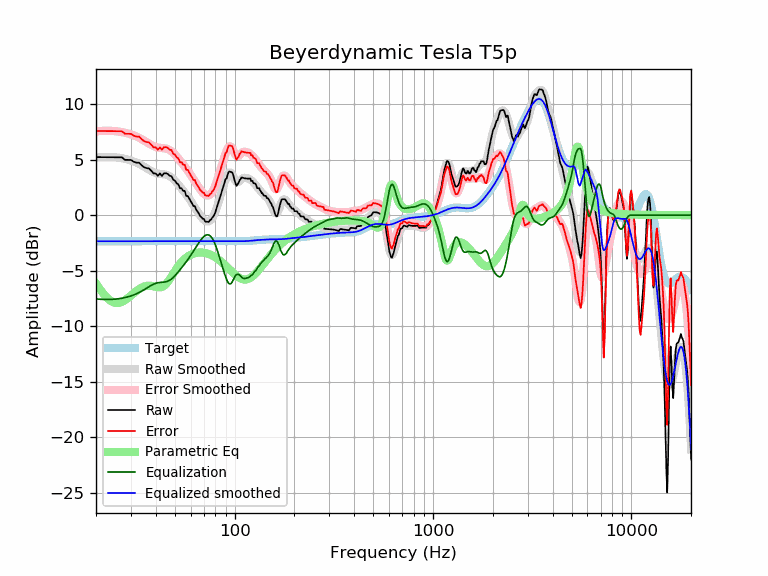 Beyerdynamic Tesla T5p
Amplitude (dBr)
10
5
0
−5
−10
−15
−20
−25
Target
Raw Smoothed
Error Smoothed
Raw
Error
Parametric Eq
Equalization
Equalized smoothed
100
1000
10000
Frequency (Hz)